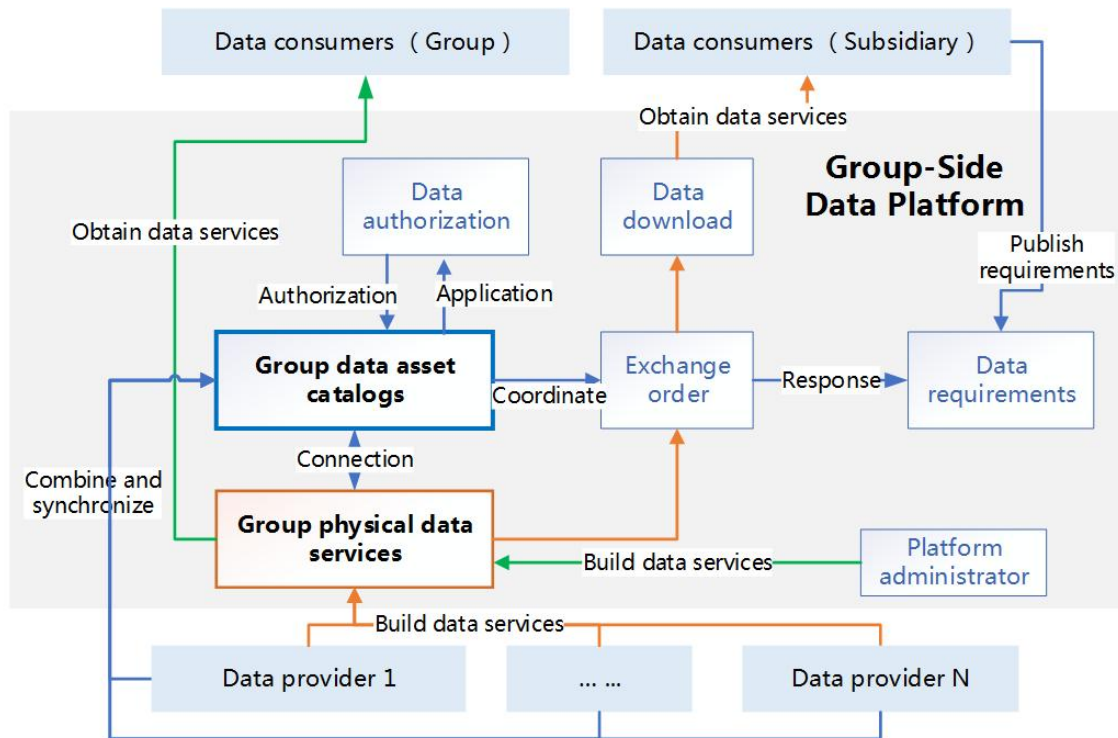 Data consumers （Group）
Data consumers （Subsidiary）
Obtain data services
Group-Side
Data Platform
Data
authorization
Data
download
Obtain data services
Publish
requirements
Authorization
Application
Group data asset
catalogs
Coordinate
Exchange
order
Response
Data
requirements
Connection
Combine and
synchronize
Group physical data
services
Build data services
Platform
administrator
Build data services
Data provider 1
... ...
Data provider N